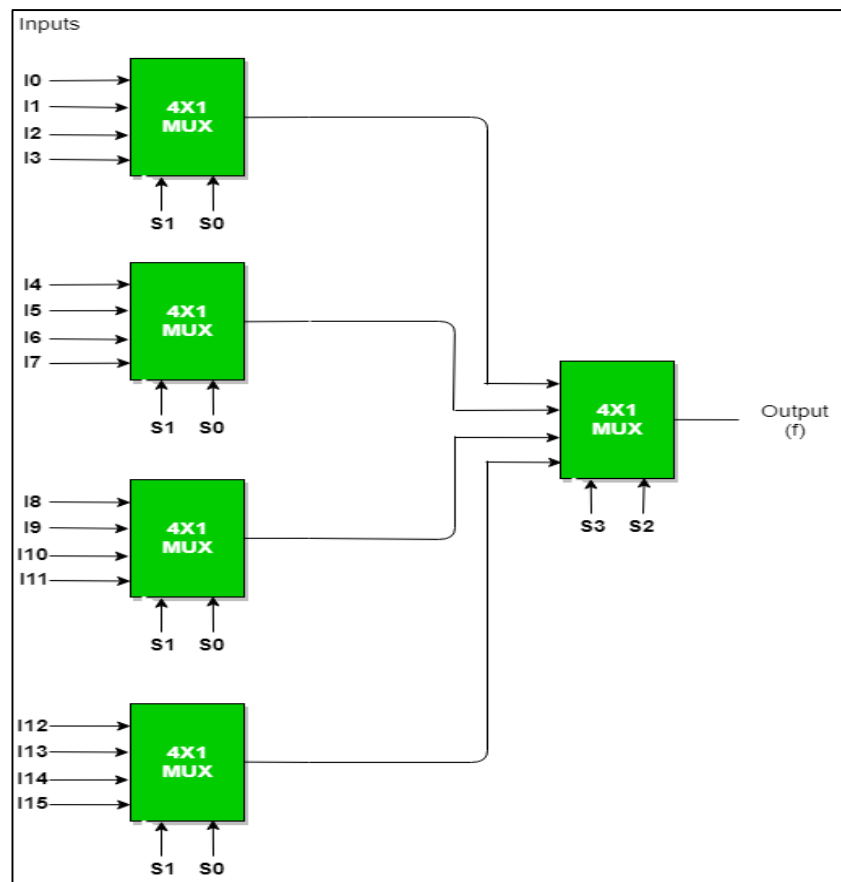 Inputs
I0
I1
I2
I3
4X1
MUX
S1 S0
I4
I5
I6
I7
4X1
MUX
S1 S0
4X1
MUX
Output
(f)
S3 S2
I8
I9
I10
I11
4X1
MUX
S1 S0
I12
I13
I14
I15
4X1
MUX
S1 S0